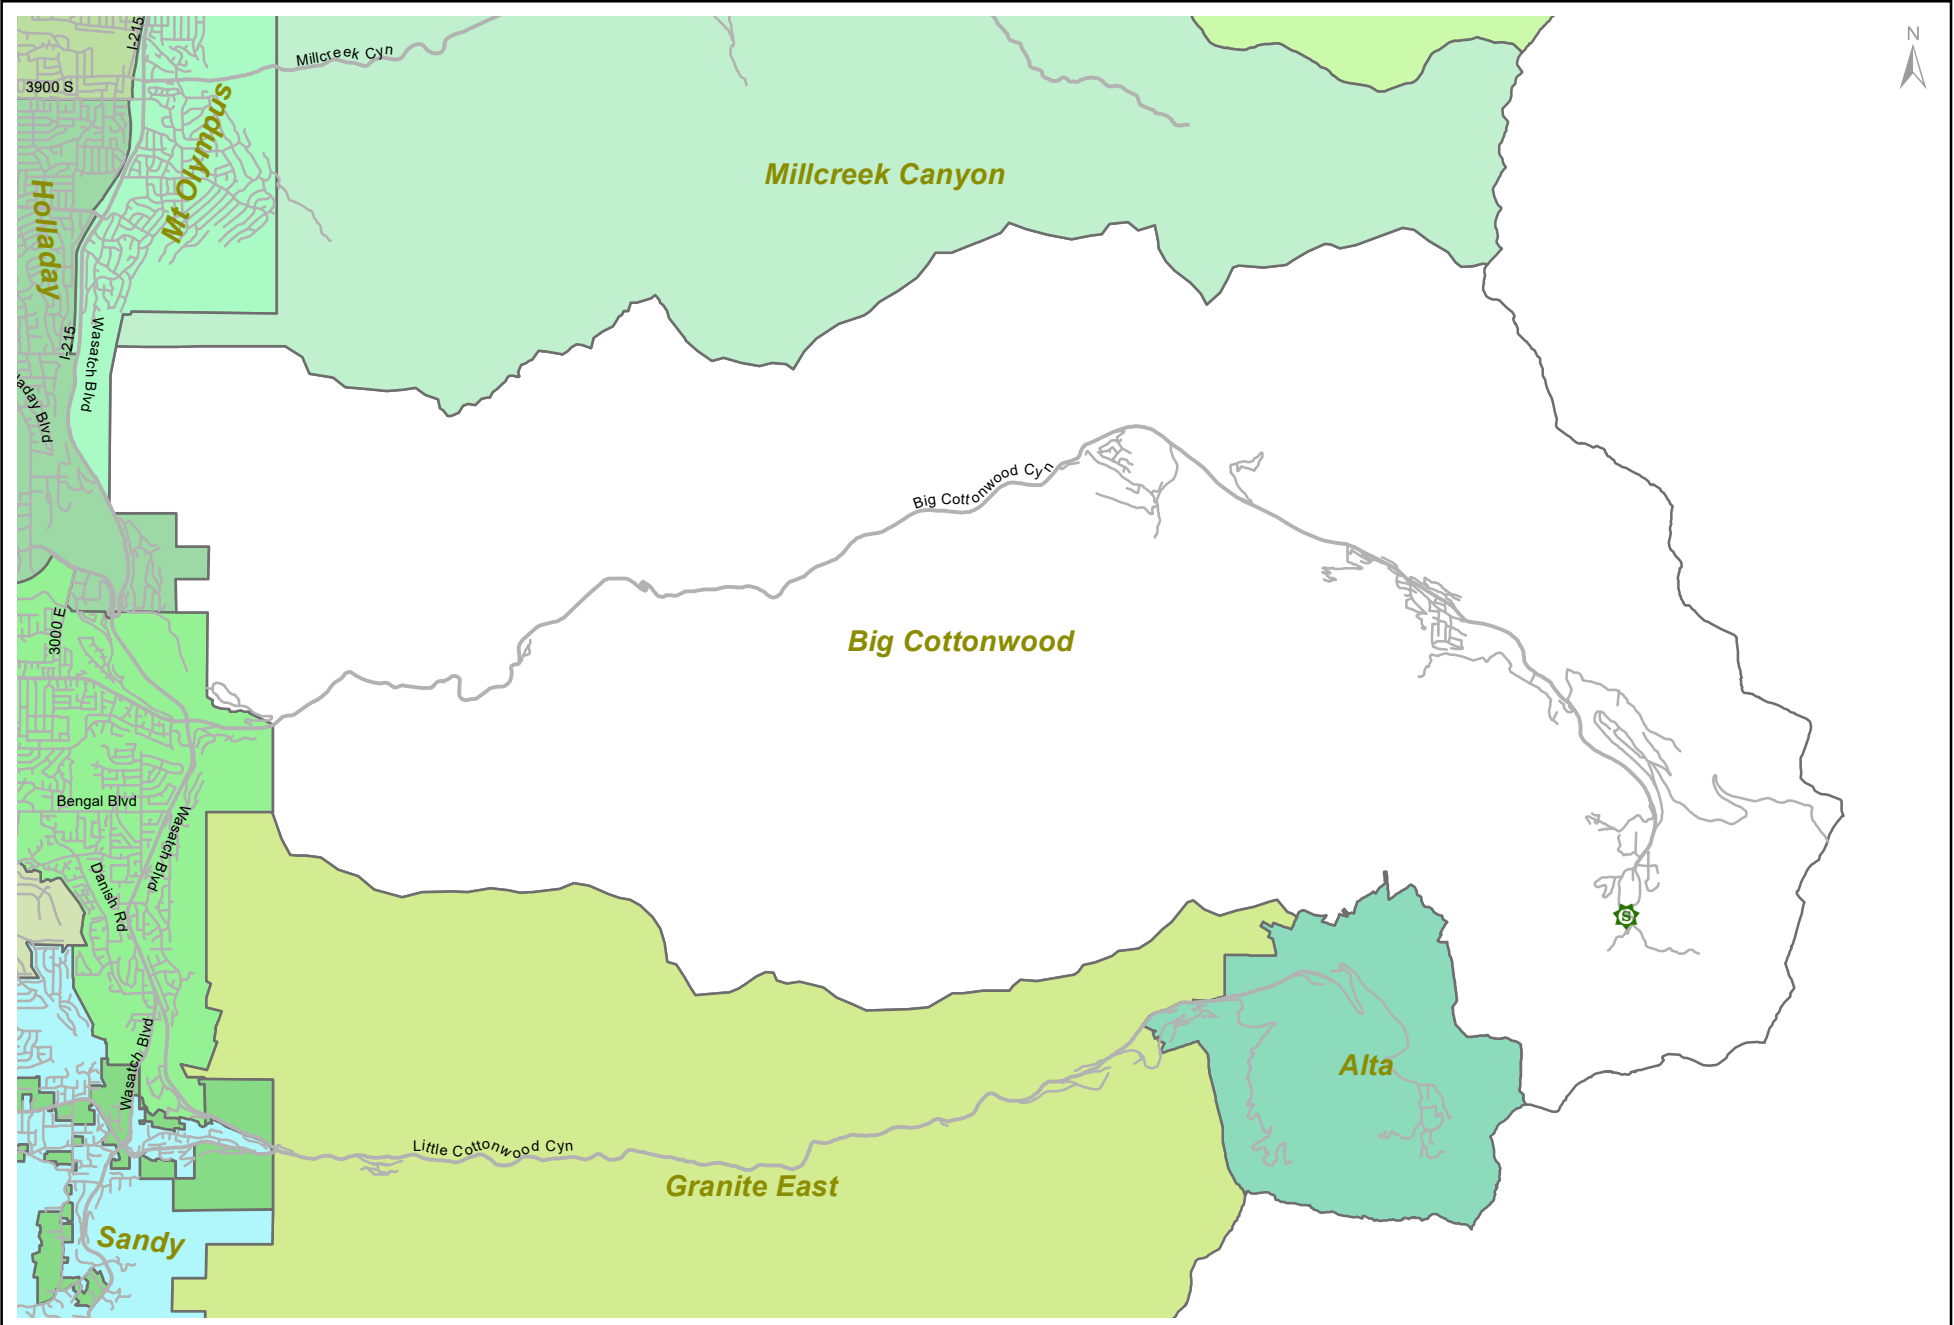 N
I-215
Millcreek Cyn
3900 S
Mt Olympus
Millcreek Canyon
Holladay
I-215
Wasatch Blvd
aday Blvd
Big Cottonwood Cyn
3000 E
Big Cottonwood
Bengal Blvd
Wasatch Blvd
Danish Rd
S
Wasatch Blvd
Alta
Little Cottonwood Cyn
Granite East
Sandy